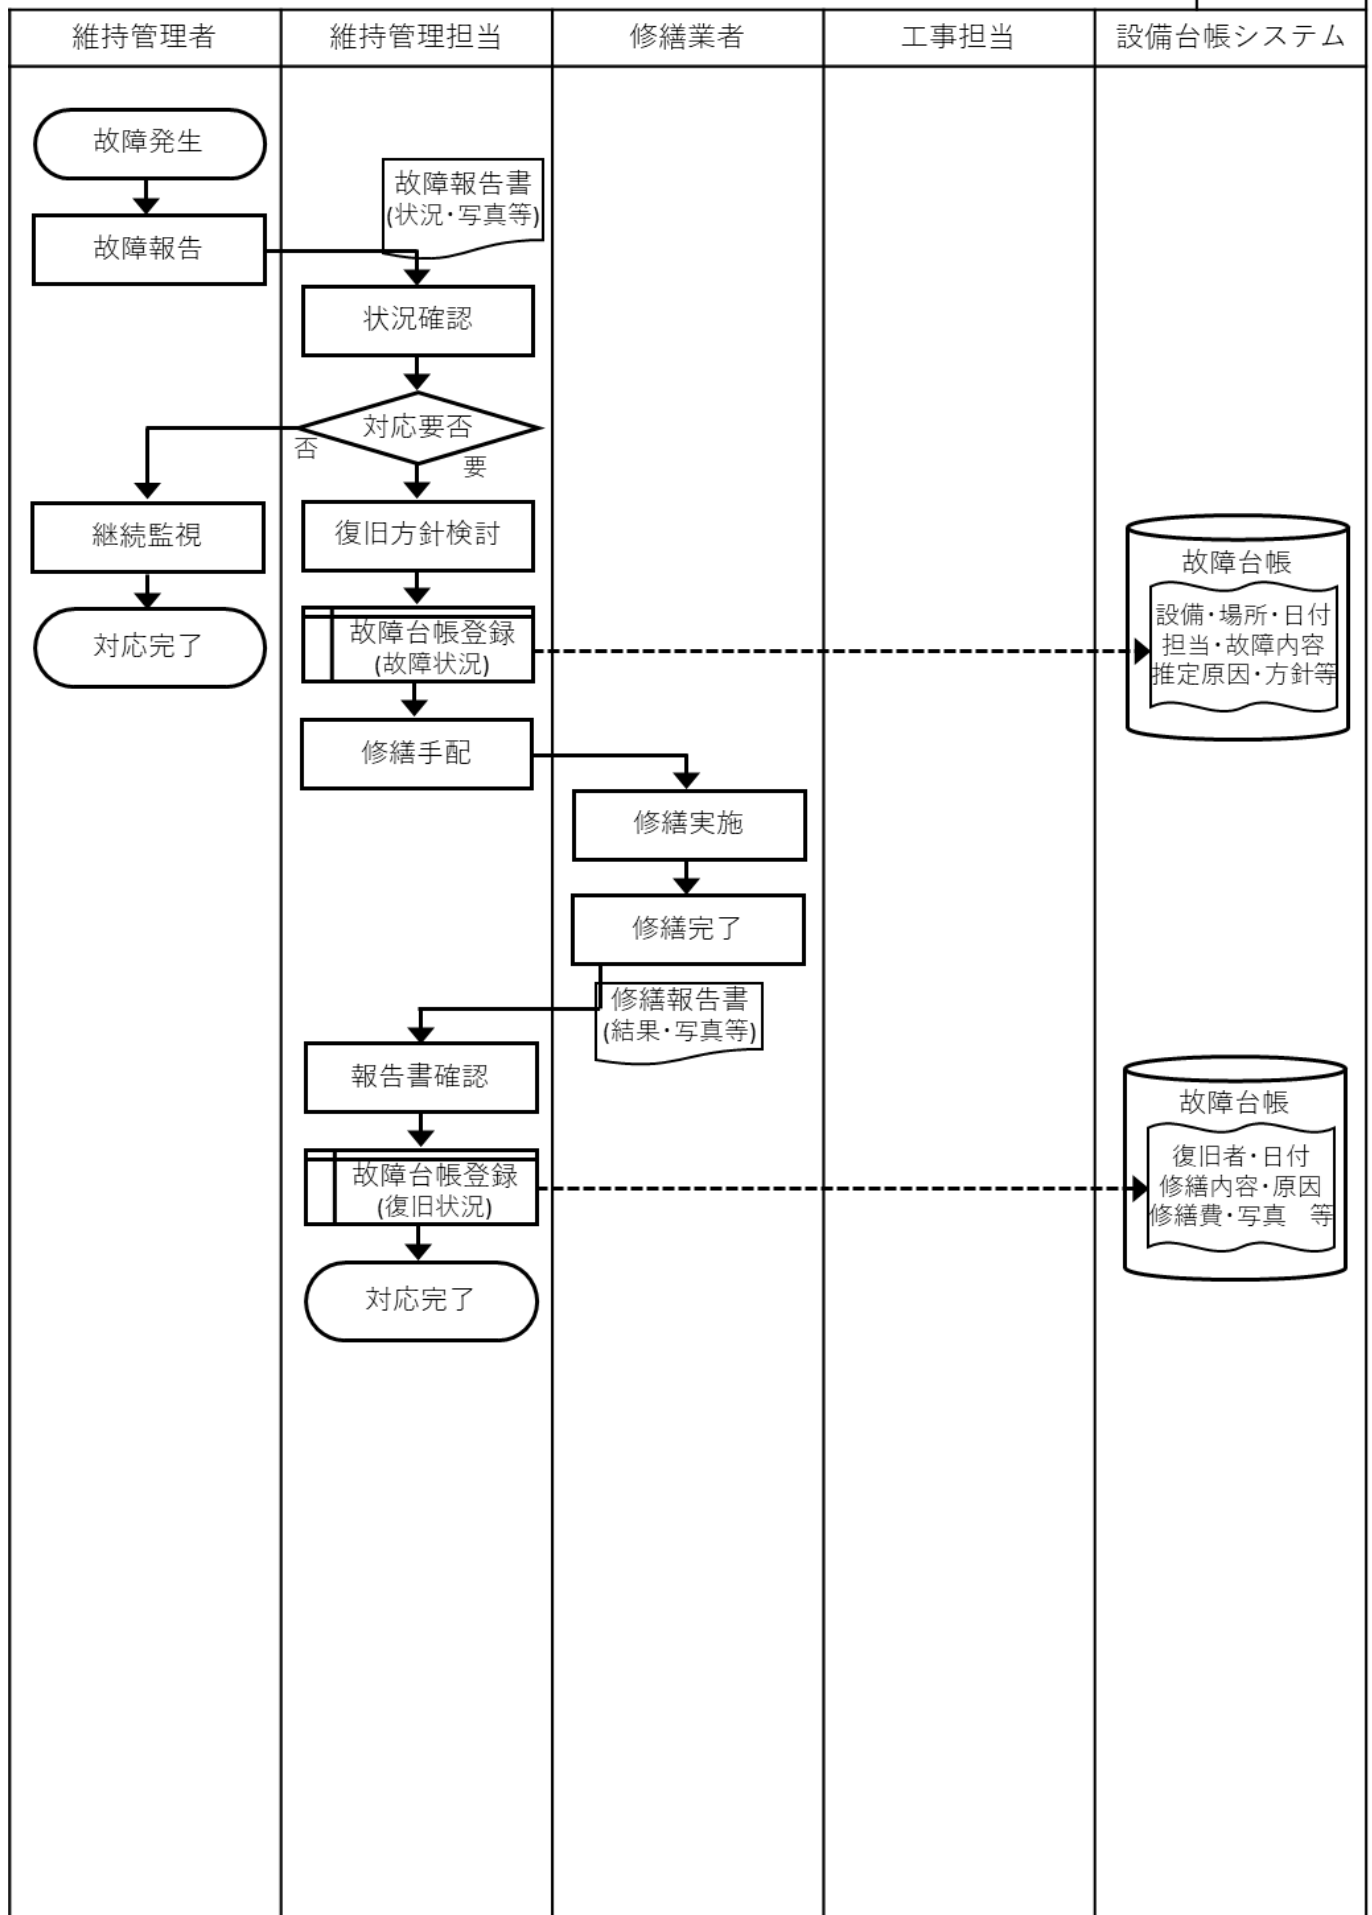 維持管理者
維持管理担当
修繕業者
工事担当
設備台帳システム
故障発生
故障報告書
(状況・写真等)
故障報告
状況確認
対応要否
否
要
継続監視
復旧方針検討
対応完了
故障台帳登録
(故障状況)
故障台帳
設備・場所・日付
担当・故障内容
推定原因・方針等
修繕手配
修繕実施
修繕完了
修繕報告書
(結果・写真等)
報告書確認
故障台帳登録
(復旧状況)
故障台帳
復旧者・日付
修繕内容・原因
修繕費・写真　等
対応完了